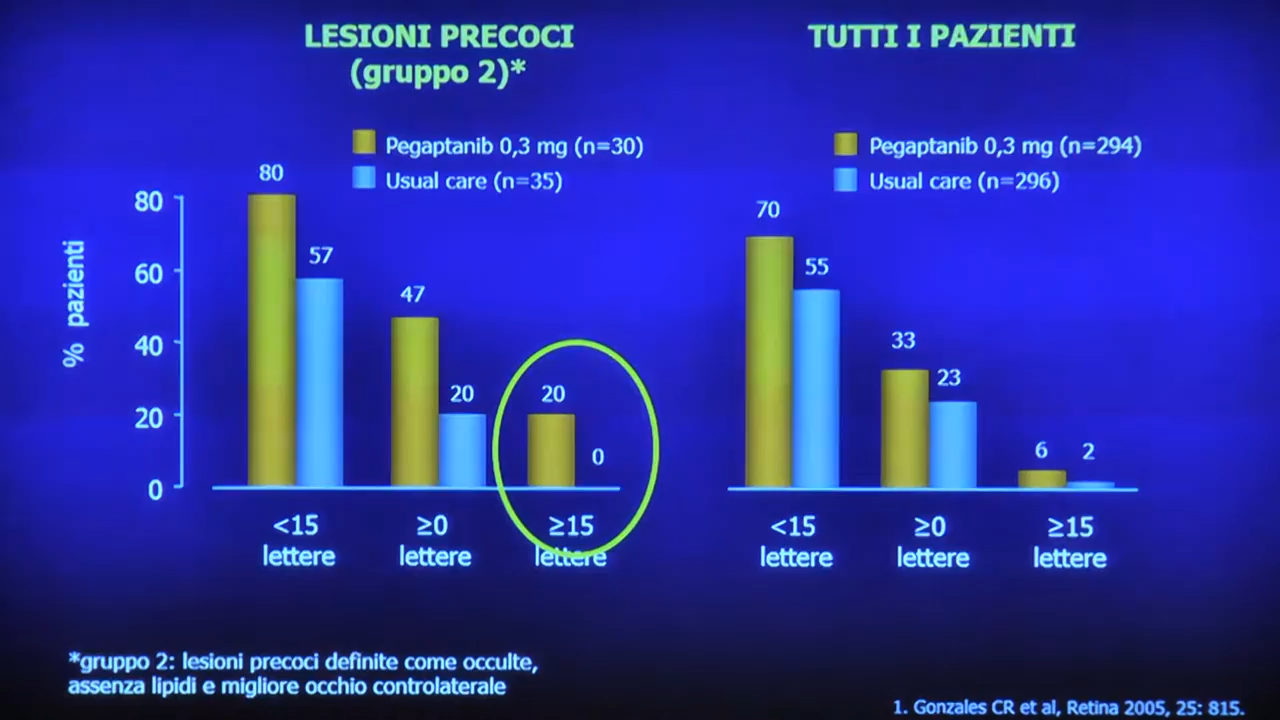 LESIONI PRECOCI
(gruppo 2)*
Pegaptanib 0,3 mg (n=30)
Usual care (n=35)
% pazienti
80
60
40
20
0
80
57
47
20
20
0
<15
lettere
≥0
lettere
≥15
lettere
TUTTI I PAZIENTI
Pegaptanib 0,3 mg (n=294)
Usual care (n=296)
70
55
33
23
6
2
<15
lettere
≥0
lettere
≥15
lettere
*gruppo 2: lesioni precoci definite come occulte,
assenza lipidi e migliore occhio controlaterale
1. Gonzales CR et al, Retina 2005, 25: 815.